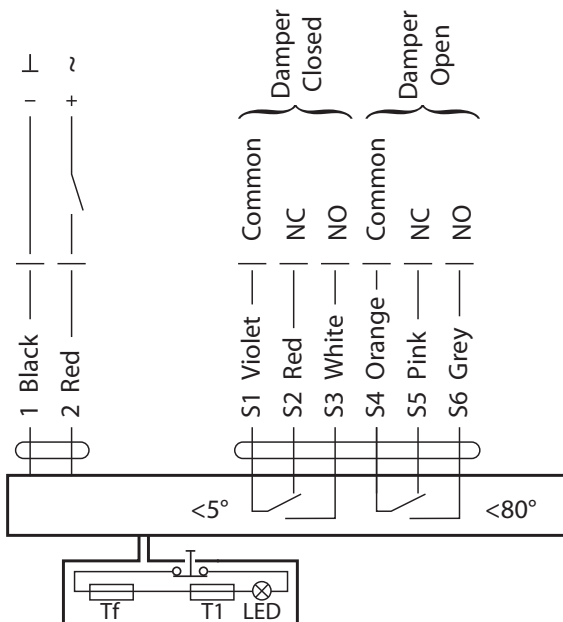 ⊥ ~
− +
Damper
Closed
Damper
Open
Common
NC
NO
Common
NC
NO
1 Black
2 Red
S1 Violet
S2 Red
S3 White
S4 Orange
S5 Pink
S6 Grey
<5°
<80°
Tf
T1
LED